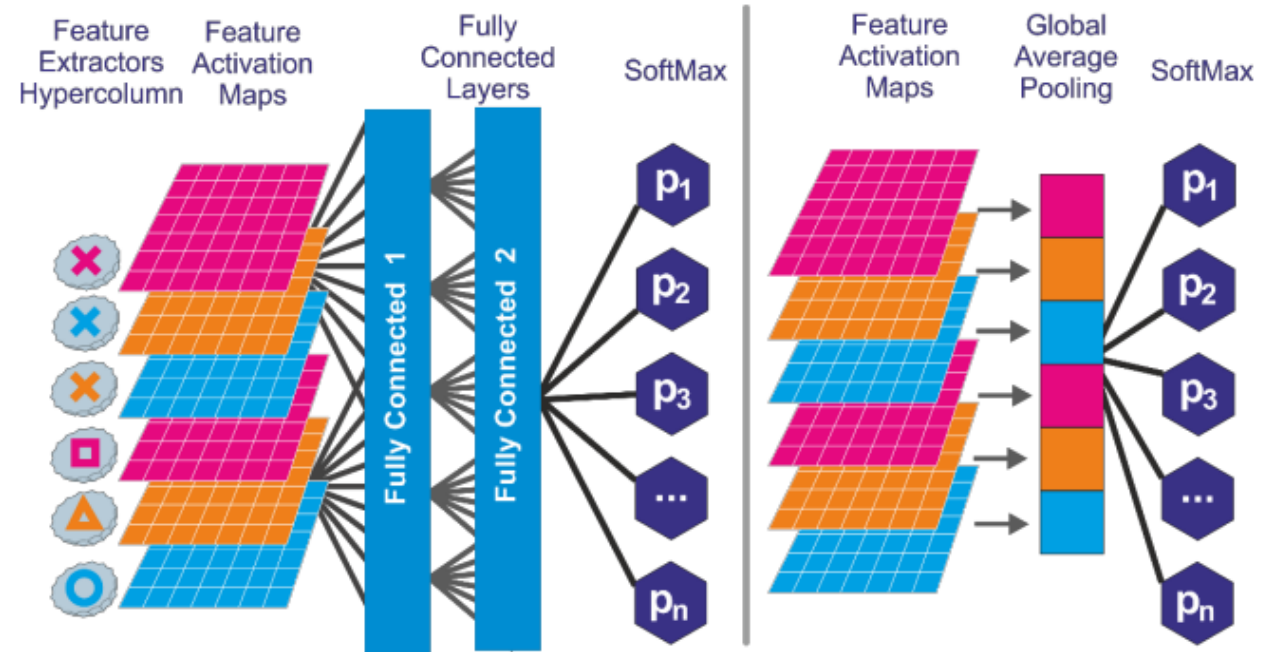 Feature
Extractors
Hypercolumn
Feature
Activation
Maps
Fully
Connected
Layers
SoftMax
Fully Connected 1
Fully Connected 2
p1
p2
p3
...
pn
Feature
Activation
Maps
Global
Average
Pooling
SoftMax
p1
p2
p3
...
pn